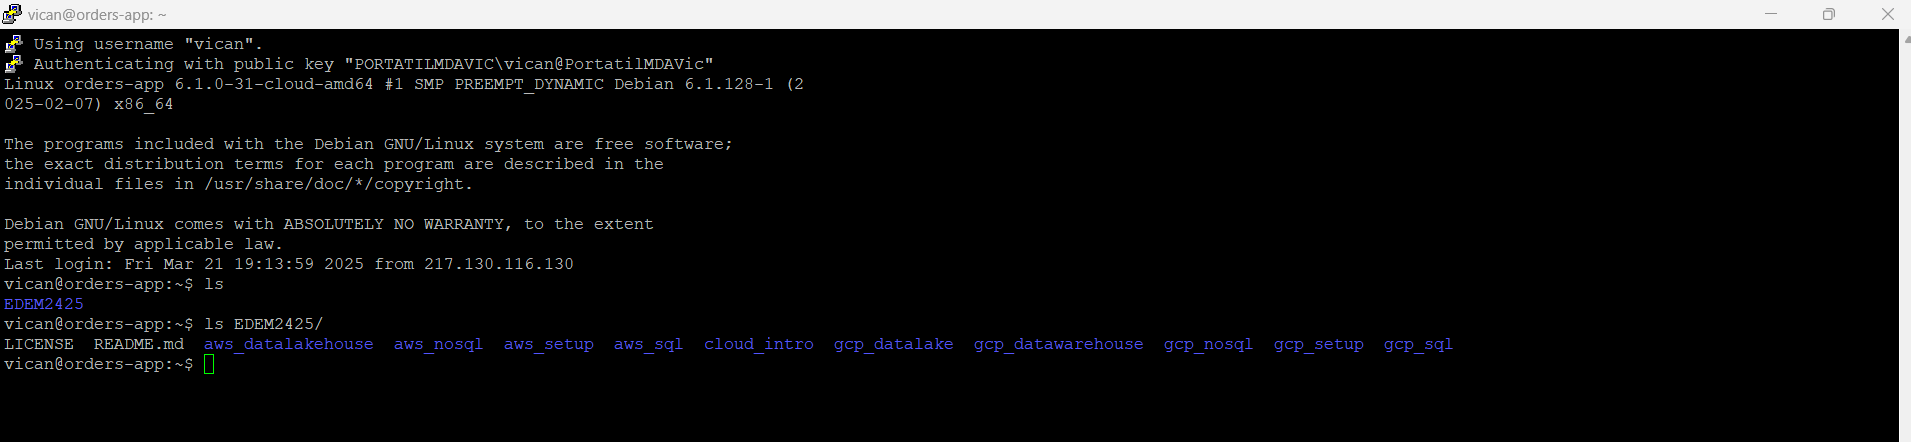 vican@orders-app: ~
Using username "vican".
Authenticating with public key "PORTATILMDAVIC\vican@PortatilMDAVic"
Linux orders-app 6.1.0-31-cloud-amd64 #1 SMP PREEMPT_DYNAMIC Debian 6.1.128-1 (2
025-02-07) x86_64
The programs included with the Debian GNU/Linux system are free software;
the exact distribution terms for each program are described in the
individual files in /usr/share/doc/*/copyright.
Debian GNU/Linux comes with ABSOLUTELY NO WARRANTY, to the extent
permitted by applicable law.
Last login: Fri Mar 21 19:13:59 2025 from 217.130.116.130
vican@orders-app:~$ ls
EDEM2425
vican@orders-app:~$ ls EDEM2425/
LICENSE  README.md  aws_datalakehouse  aws_nosql  aws_setup  aws_sql  cloud_intro  gcp_datalake  gcp_datawarehouse  gcp_nosql  gcp_setup  gcp_sql
vican@orders-app:~$